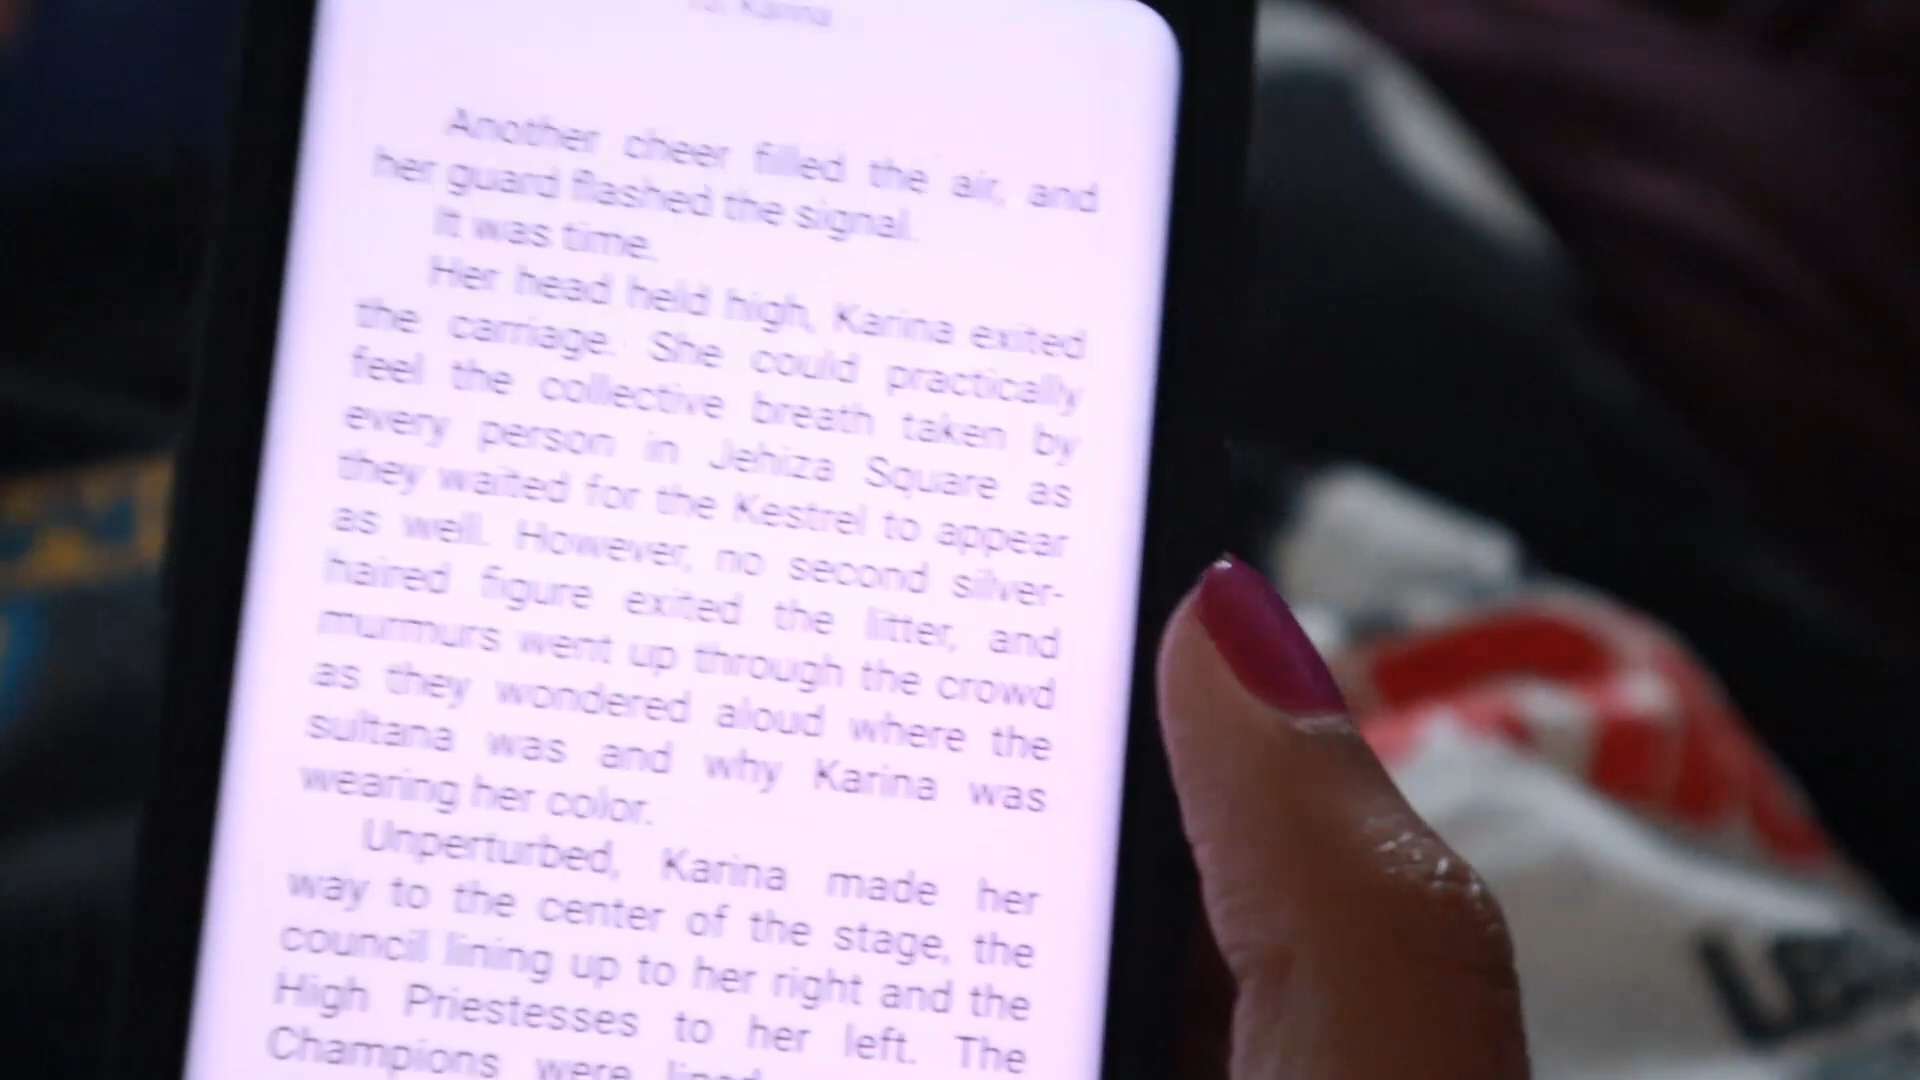 10. Karina
Another cheer filled the air, and
her guard flashed the signal.
It was time.
Her head held high, Karina exited
the carriage. She could practically
feel the collective breath taken by
every person in Jehiza Square as
they waited for the Kestrel to appear
as well. However, no second silver-
haired figure exited the litter, and
murmurs went up through the crowd
as they wondered aloud where the
sultana was and why Karina was
wearing her color.
Unperturbed, Karina made her
way to the center of the stage, the
council lining up to her right and the
High Priestesses to her left. The
Champions were lined